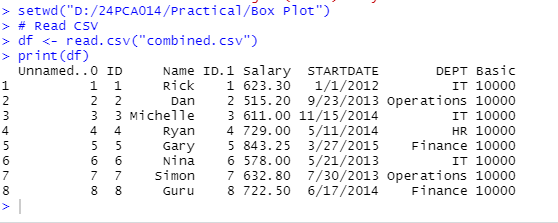 > setwd("D:/24PCA014/Practical/Box Plot")
> # Read CSV
> df <- read.csv("combined.csv")
> print(df)
  Unnamed..0 ID     Name ID.1 Salary  STARTDATE       DEPT Basic
1          1  1     Rick    1 623.30   1/1/2012         IT 10000
2          2  2      Dan    2 515.20  9/23/2013 Operations 10000
3          3  3 Michelle    3 611.00 11/15/2014         IT 10000
4          4  4     Ryan    4 729.00  5/11/2014         HR 10000
5          5  5     Gary    5 843.25  3/27/2015    Finance 10000
6          6  6     Nina    6 578.00  5/21/2013         IT 10000
7          7  7    Simon    7 632.80  7/30/2013 Operations 10000
8          8  8     Guru    8 722.50  6/17/2014    Finance 10000
>